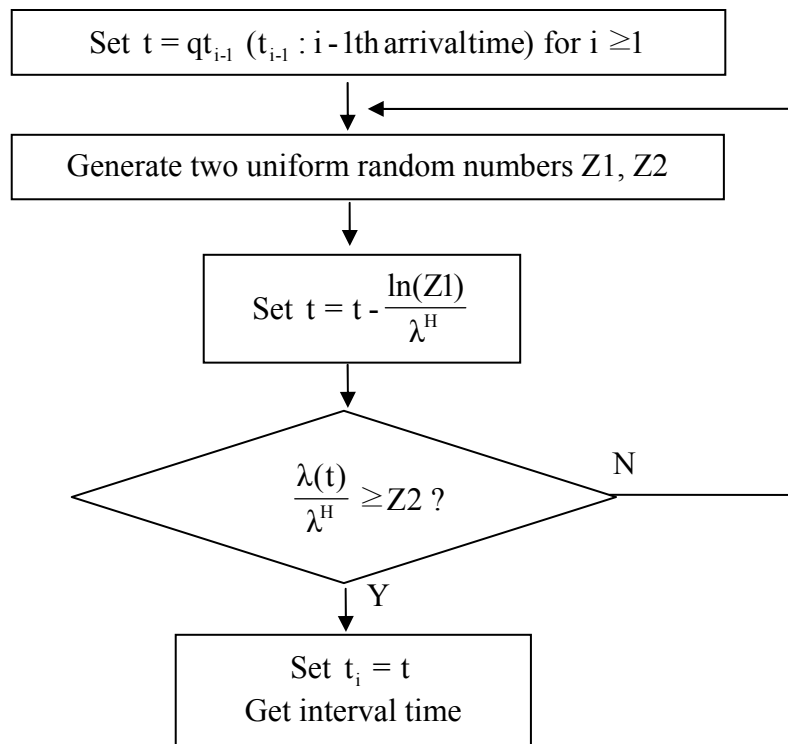 Set t = qt_{i-1} (t_{i-1} : i - 1th arrivaltime) for i ≥1
Generate two uniform random numbers Z1, Z2
Set t = t - ln(Z1)/λ^H
λ(t)/λ^H ≥ Z2 ?
N
Y
Set t_i = t
Get interval time